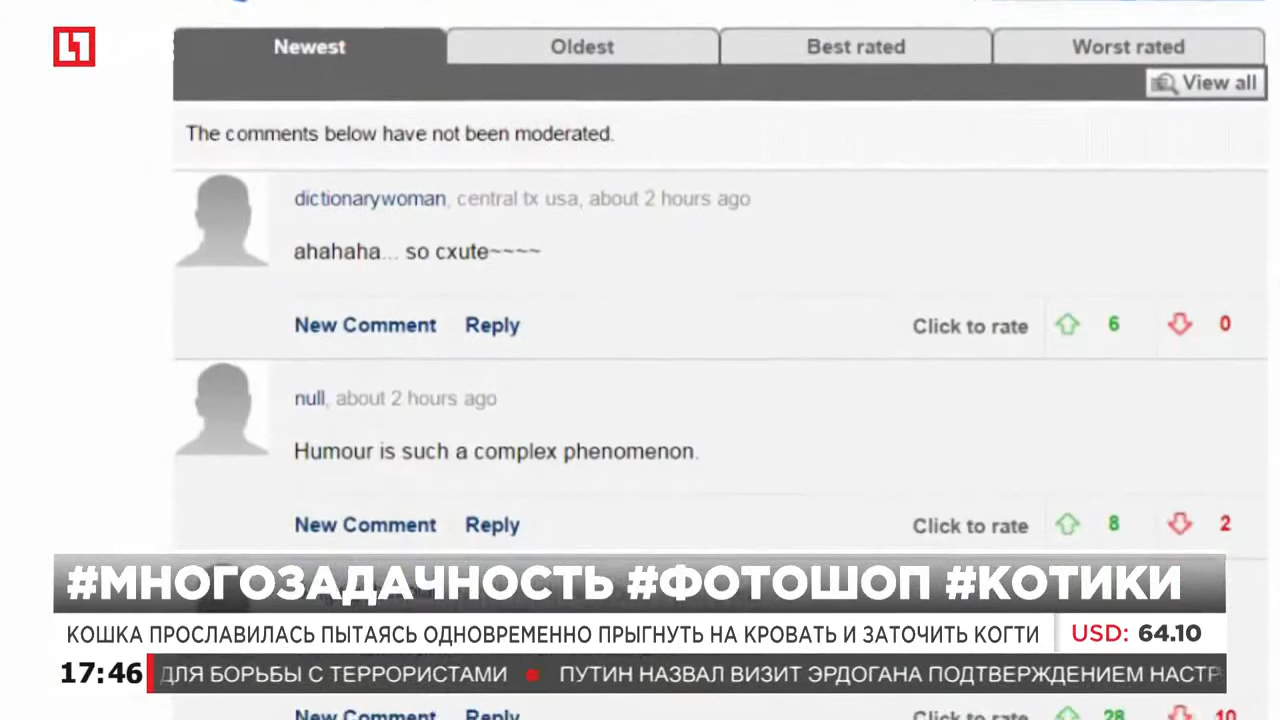 Newest Oldest Best rated Worst rated
View all
The comments below have not been moderated.
dictionarywoman, central tx usa, about 2 hours ago
ahahaha... so cxute~~~~
New Comment Reply Click to rate 6 0
null, about 2 hours ago
Humour is such a complex phenomenon.
New Comment Reply Click to rate 8 2
#МНОГОЗАДАЧНОСТЬ #ФОТОШОП #КОТИКИ
КОШКА ПРОСЛАВИЛАСЬ ПЫТАЯСЬ ОДНОВРЕМЕННО ПРЫГНУТЬ НА КРОВАТЬ И ЗАТОЧИТЬ КОГТИ USD: 64.10
17:46 ДЛЯ БОРЬБЫ С ТЕРРОРИСТАМИ ПУТИН НАЗВАЛ ВИЗИТ ЭРДОГАНА ПОДТВЕРЖДЕНИЕМ НАСТР
New Comment Reply Click to rate 28 10